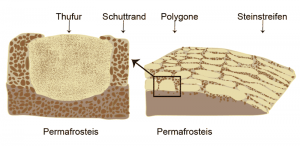 Thufur Schuttrand Polygone Steinstreifen
Permafrosteis Permafrosteis